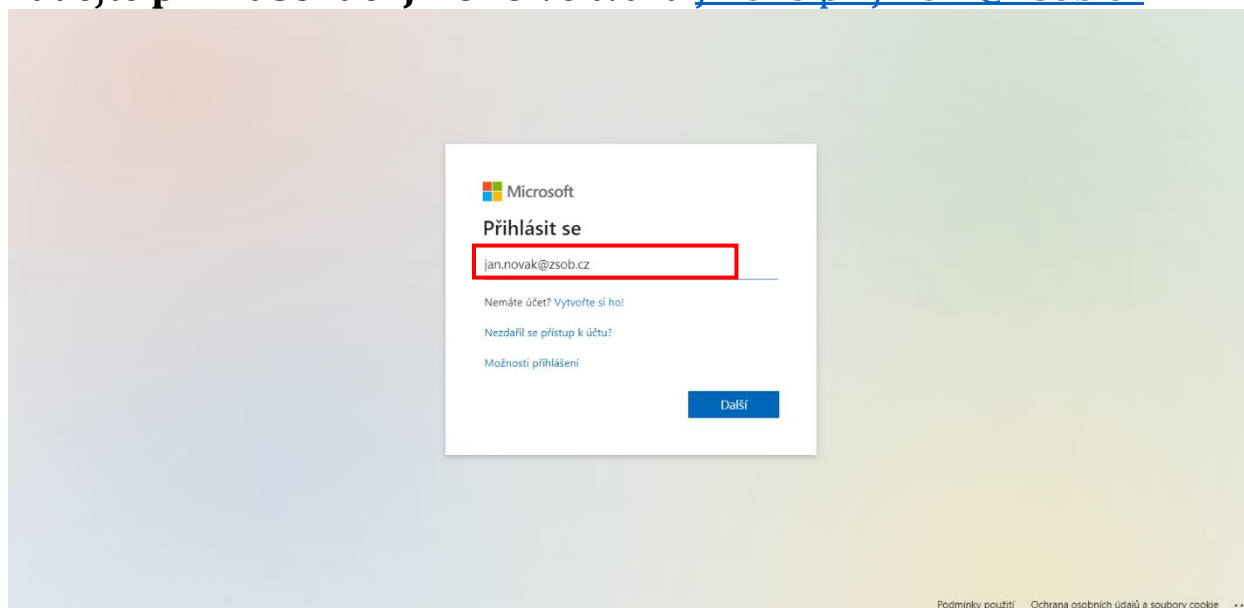 Microsoft
Přihlásit se
jan.novak@zsob.cz
Nemáte účet? Vytvořte si ho!
Nezdařil se přístup k účtu?
Možnosti přihlášení
Další
Podmínky použití Ochrana osobních údajů a soubory cookie